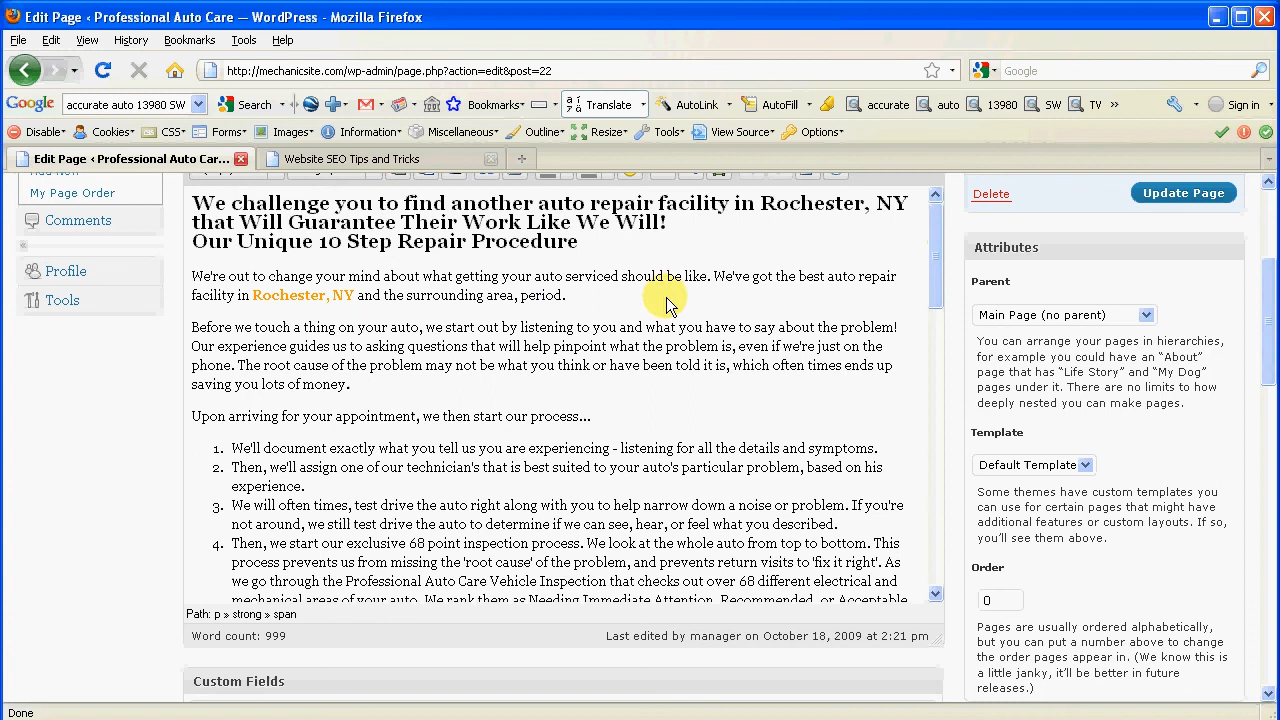 Edit Page ‹ Professional Auto Care — WordPress - Mozilla Firefox
File Edit View History Bookmarks Tools Help
http://mechanicsite.com/wp-admin/page.php?action=edit&post=22 Google
Google accurate auto 13980 SW Search Bookmarks Translate AutoFill accurate auto 13980 SW TV » Sign in
Disable Cookies CSS Forms Images Information Miscellaneous Outline Resize Tools View Source Options
Edit Page ‹ Professional Auto Car... Website SEO Tips and Tricks
My Page Order
Comments
Profile
Tools
We challenge you to find another auto repair facility in Rochester, NY
that Will Guarantee Their Work Like We Will!
Our Unique 10 Step Repair Procedure
We're out to change your mind about what getting your auto serviced should be like. We've got the best auto repair
facility in Rochester, NY and the surrounding area, period.
Before we touch a thing on your auto, we start out by listening to you and what you have to say about the problem!
Our experience guides us to asking questions that will help pinpoint what the problem is, even if we're just on the
phone. The root cause of the problem may not be what you think or have been told it is, which often times ends up
saving you lots of money.
Upon arriving for your appointment, we then start our process...
1. We'll document exactly what you tell us you are experiencing - listening for all the details and symptoms.
2. Then, we'll assign one of our technician's that is best suited to your auto's particular problem, based on his
experience.
3. We will often times, test drive the auto right along with you to help narrow down a noise or problem. If you're
not around, we still test drive the auto to determine if we can see, hear, or feel what you described.
4. Then, we start our exclusive 68 point inspection process. We look at the whole auto from top to bottom. This
process prevents us from missing the 'root cause' of the problem, and prevents return visits to 'fix it right'. As
we go through the Professional Auto Care Vehicle Inspection that checks out over 68 different electrical and
mechanical areas of your auto. We rank them as Needing Immediate Attention, Recommended, or Acceptable
Path: p » strong » span
Word count: 999 Last edited by manager on October 18, 2009 at 2:21 pm
Custom Fields
Delete Update Page
Attributes
Parent
Main Page (no parent)
You can arrange your pages in hierarchies,
for example you could have an “About”
page that has “Life Story” and “My Dog”
pages under it. There are no limits to how
deeply nested you can make pages.
Template
Default Template
Some themes have custom templates you
can use for certain pages that might have
additional features or custom layouts. If so,
you’ll see them above.
Order
0
Pages are usually ordered alphabetically,
but you can put a number above to change
the order pages appear in. (We know this is
a little janky, it’ll be better in future
releases.)
Done